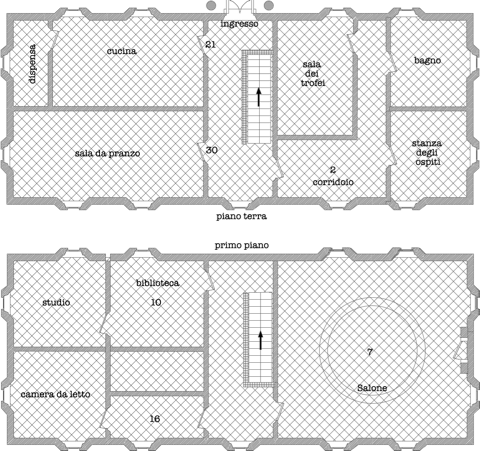 ingresso
21
cucina
dispensa
sala
dei
trofei
bagno
sala da pranzo
30
stanza
degli
ospiti
2
corridoio
piano terra
primo piano
biblioteca
studio
10
7
Salone
camera da letto
16